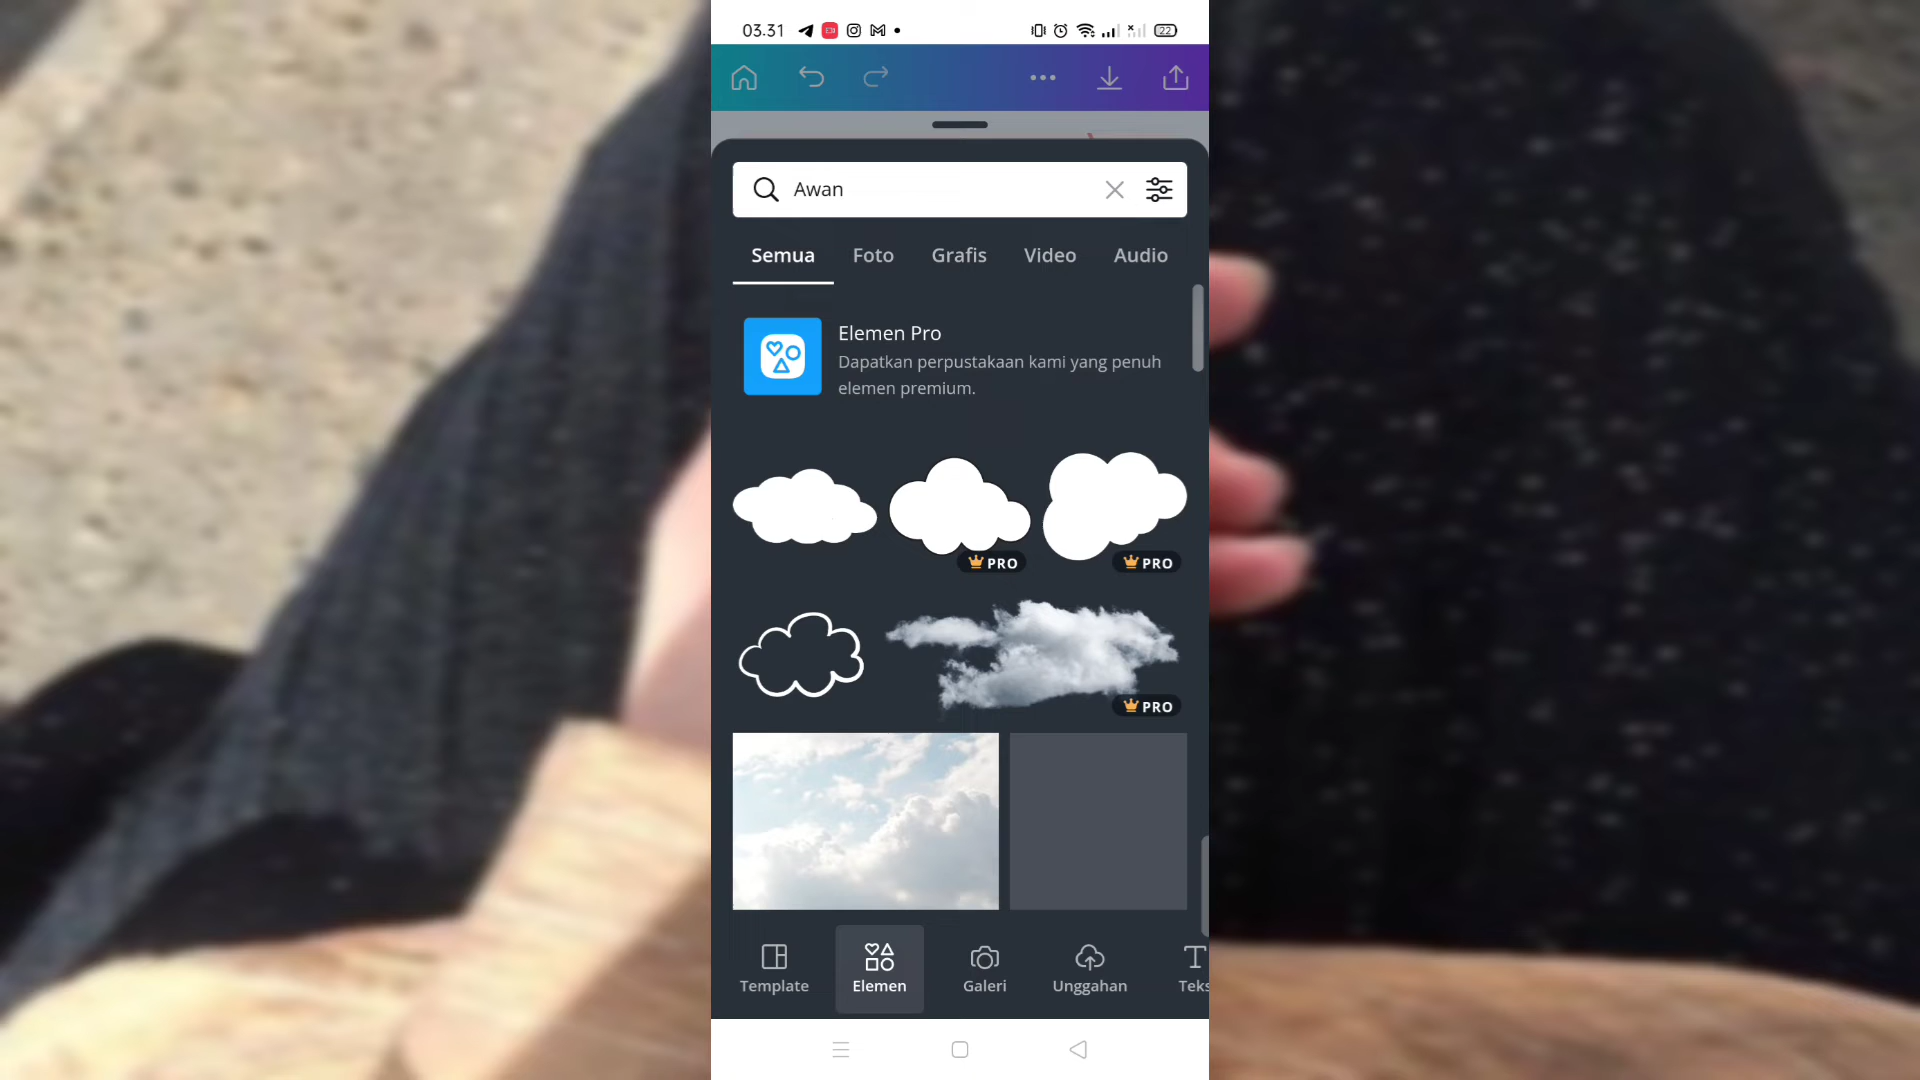 03.31
22
Awan
Semua Foto Grafis Video Audio
Elemen Pro
Dapatkan perpustakaan kami yang penuh
elemen premium.
PRO PRO
PRO
Template Elemen Galeri Unggahan Teks